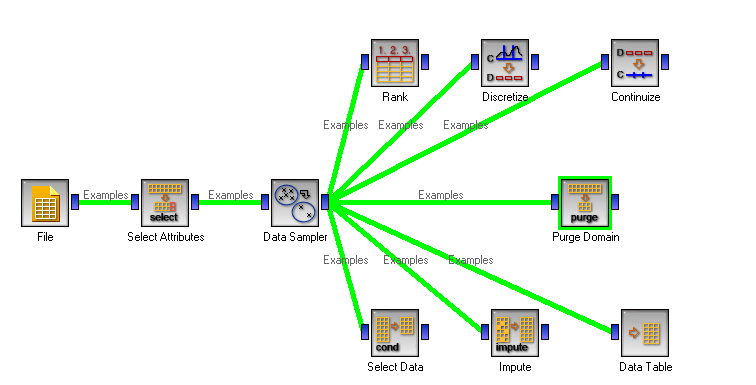 1. 2. 3.
C
D
D
C
Rank
Discretize
Continuize
Examples
Examples
Examples
Examples
Examples
Examples
select
B
purge
File
Select Attributes
Data Sampler
Purge Domain
Examples
Examples
Examples
cond
impute
Select Data
Impute
Data Table